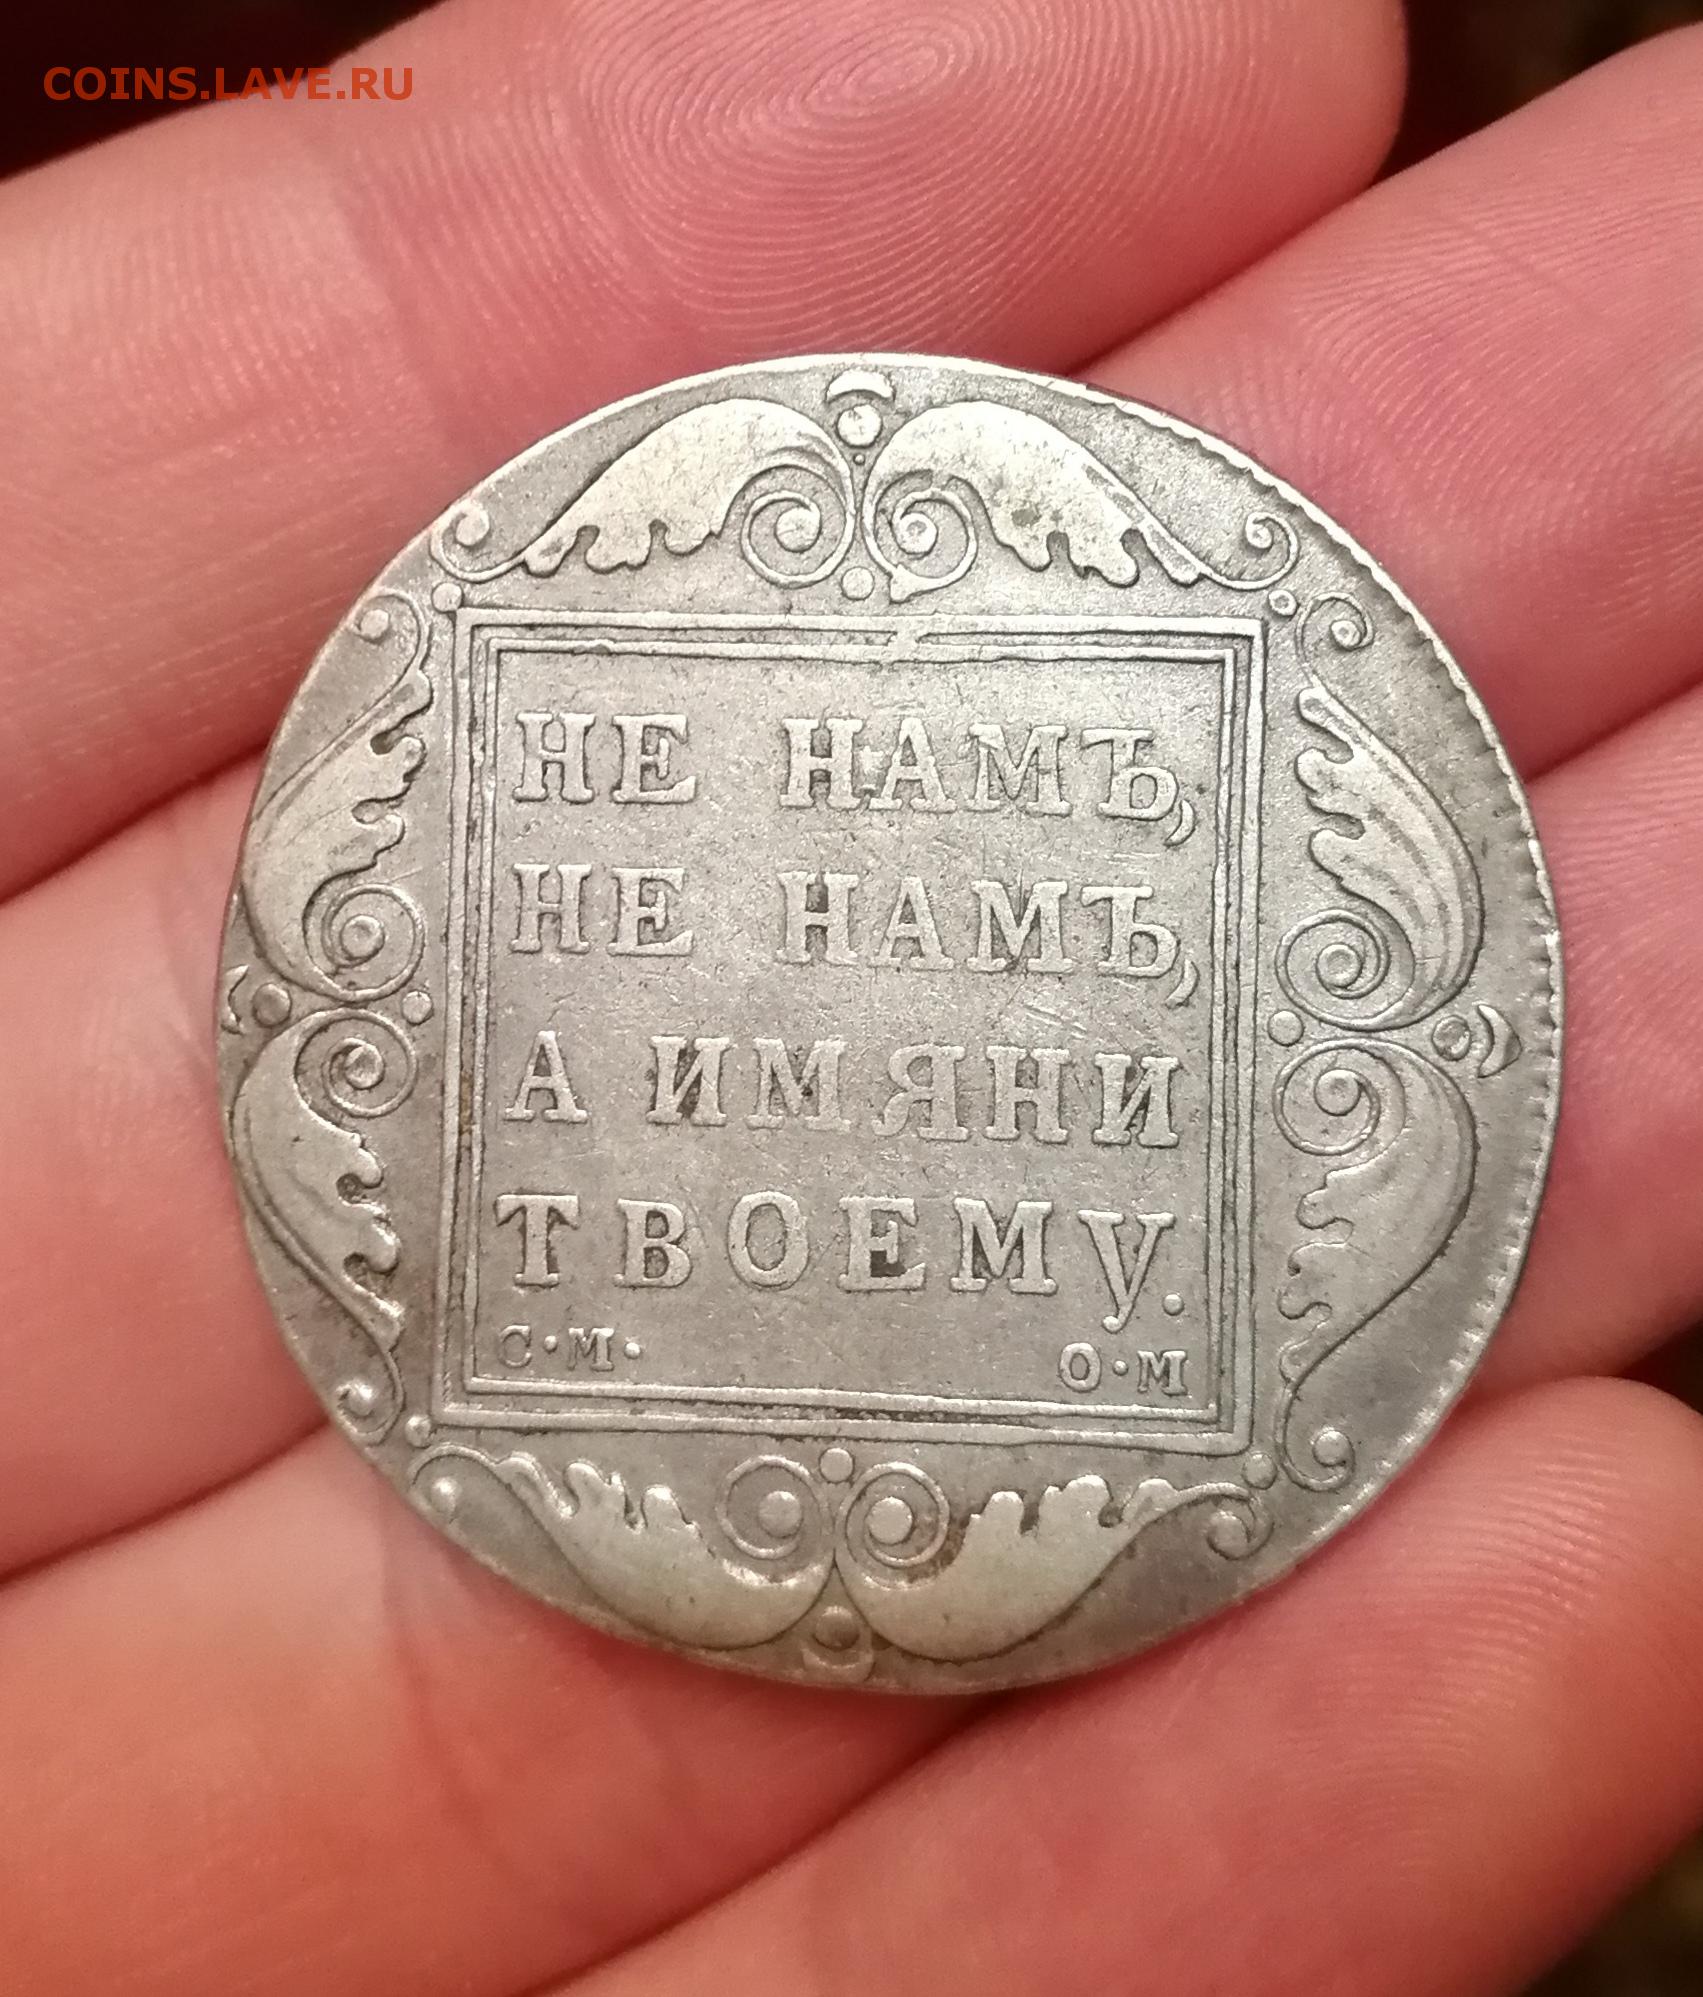 COINS.LAVE.RU
НЕ НАМЪ,
НЕ НАМЪ,
А ИМЯНИ
ТВОЕМУ.
С·М· О·М